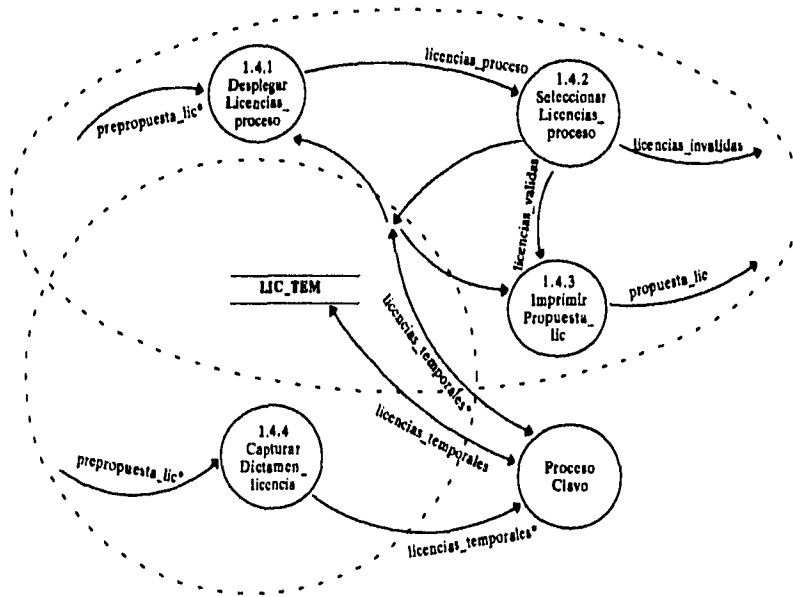 1.4.1
Desplegar
Licencias_
proceso
prepropuesta_lic*
licencias_proceso
1.4.2
Seleccionar
Licencias_
proceso
licencias_invalidas
licencias_validas
1.4.3
Imprimir
Propuesta_
lic
propuesta_lic
LIC_TEM
licencias_temporales*
licencias_temporales
1.4.4
Capturar
Dictamen_
licencia
prepropuesta_lic*
licencias_temporales*
Proceso
Clavo